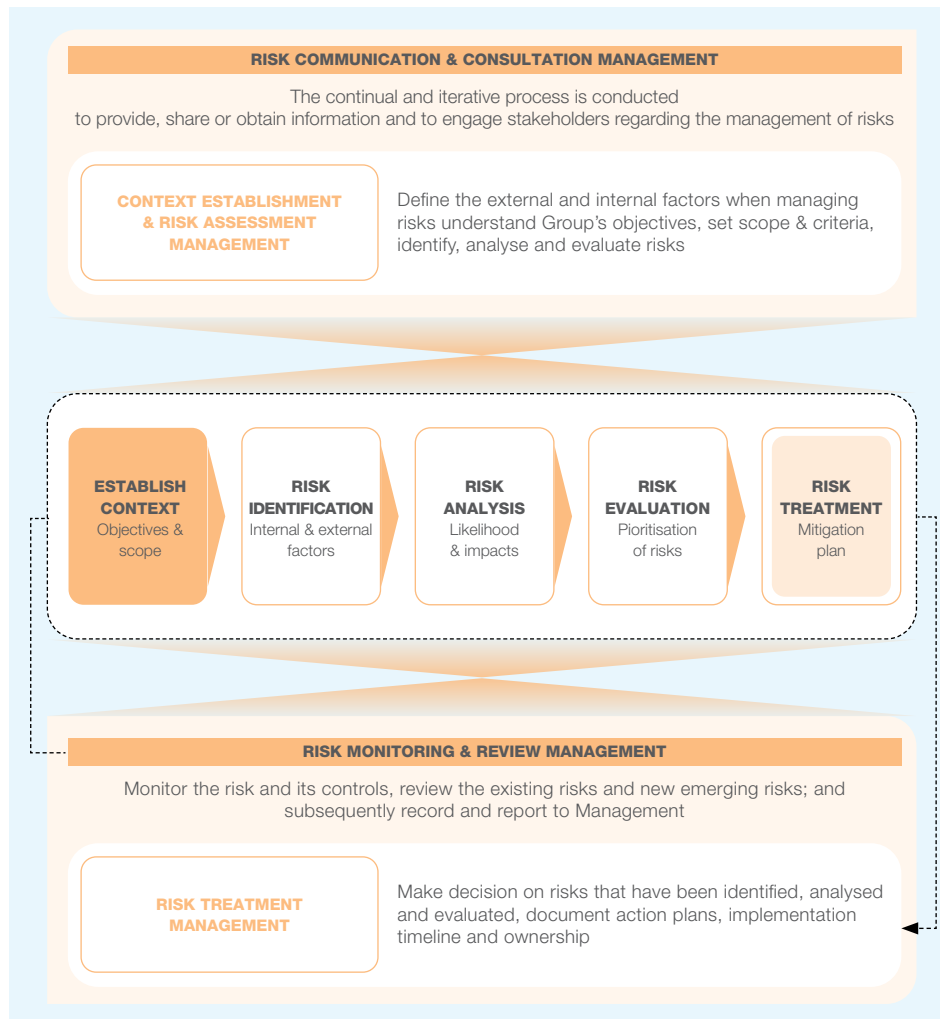 RISK COMMUNICATION & CONSULTATION MANAGEMENT
The continual and iterative process is conducted
to provide, share or obtain information and to engage stakeholders regarding the management of risks
CONTEXT ESTABLISHMENT
& RISK ASSESSMENT
MANAGEMENT
Define the external and internal factors when managing
risks understand Group’s objectives, set scope & criteria,
identify, analyse and evaluate risks
ESTABLISH
CONTEXT
Objectives &
scope
RISK
IDENTIFICATION
Internal & external
factors
RISK
ANALYSIS
Likelihood
& impacts
RISK
EVALUATION
Pioritisation
of risks
RISK
TREATMENT
Mitigation
plan
RISK MONITORING & REVIEW MANAGEMENT
Monitor the risk and its controls, review the existing risks and new emerging risks; and
subsequently record and report to Management
RISK TREATMENT
MANAGEMENT
Make decision on risks that have been identified, analysed
and evaluated, document action plans, implementation
timeline and ownership